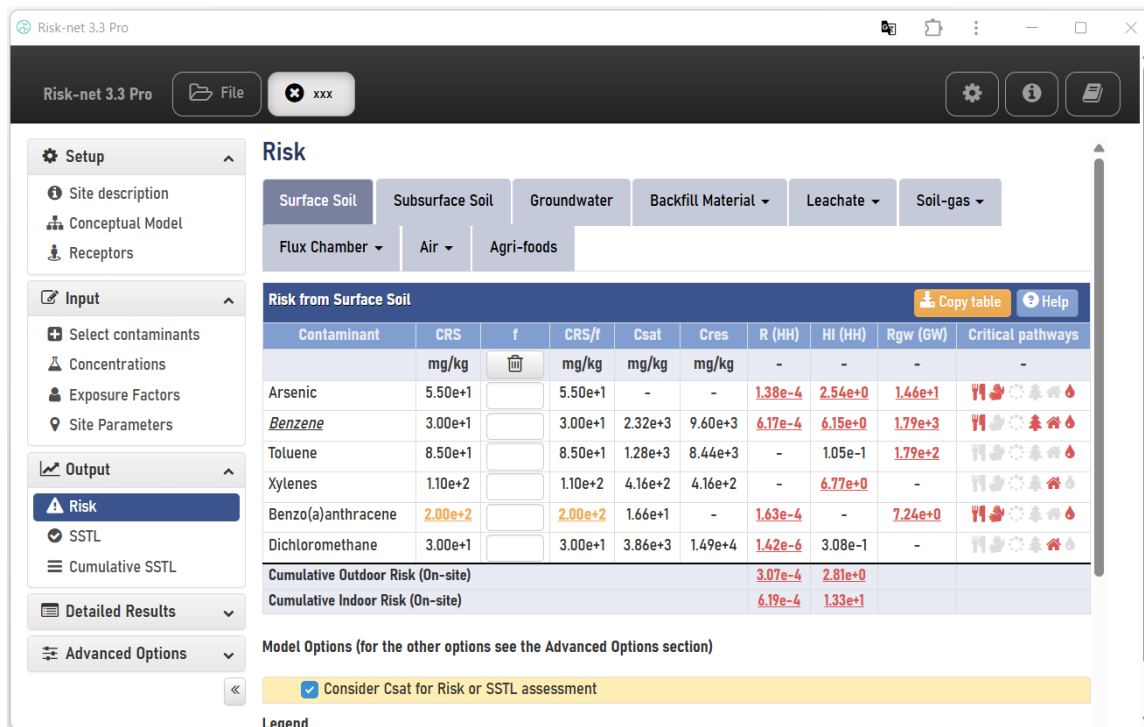 Risk-net 3.3 Pro
Risk-net 3.3 Pro File xxx
Setup
Site description
Conceptual Model
Receptors
Input
Select contaminants
Concentrations
Exposure Factors
Site Parameters
Output
Risk
SSTL
Cumulative SSTL
Detailed Results
Advanced Options
Risk
Surface Soil Subsurface Soil Groundwater Backfill Material Leachate Soil-gas
Flux Chamber Air Agri-foods
Risk from Surface Soil Copy table Help
Contaminant CRS f CRS/f Csat Cres R (HH) HI (HH) Rgw (GW) Critical pathways
mg/kg mg/kg mg/kg mg/kg - - - -
Arsenic 5.50e+1 5.50e+1 - - 1.38e-4 2.54e+0 1.46e+1
Benzene 3.00e+1 3.00e+1 2.32e+3 9.60e+3 6.17e-4 6.15e+0 1.79e+3
Toluene 8.50e+1 8.50e+1 1.28e+3 8.44e+3 - 1.05e-1 1.79e+2
Xylenes 1.10e+2 1.10e+2 4.16e+2 4.16e+2 - 6.77e+0 -
Benzo(a)anthracene 2.00e+2 2.00e+2 1.66e+1 - 1.63e-4 - 7.24e+0
Dichloromethane 3.00e+1 3.00e+1 3.86e+3 1.49e+4 1.42e-6 3.08e-1 -
Cumulative Outdoor Risk (On-site) 3.07e-4 2.81e+0
Cumulative Indoor Risk (On-site) 6.19e-4 1.33e+1
Model Options (for the other options see the Advanced Options section)
Consider Csat for Risk or SSTL assessment
Legend